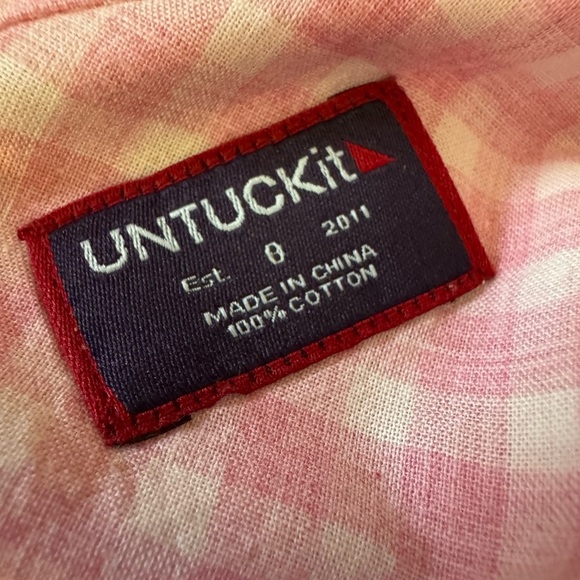 UNTUCKit
Est. 0 2011
MADE IN CHINA
100% COTTON